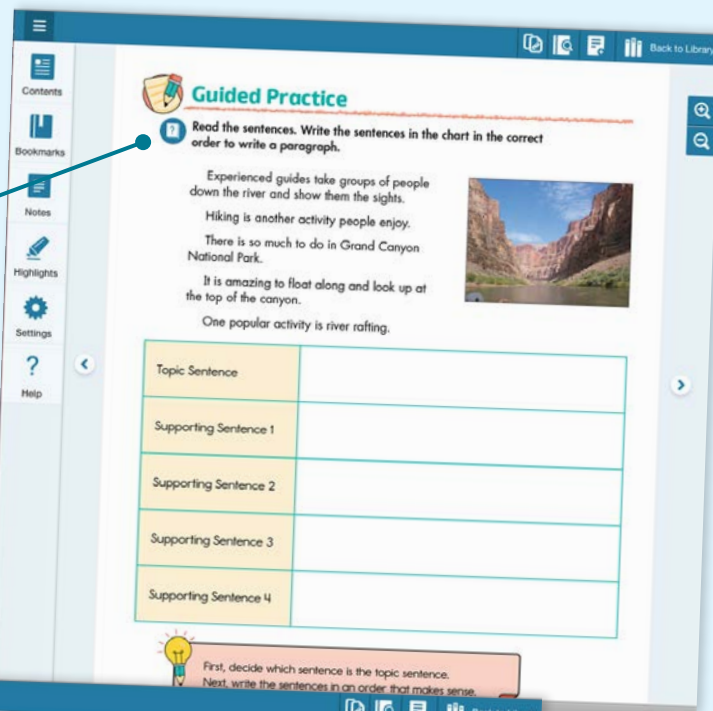 Back to Library
Contents
Bookmarks
Notes
Highlights
Settings
?
Help
Guided Practice
Read the sentences. Write the sentences in the chart in the correct
order to write a paragraph.
Experienced guides take groups of people
down the river and show them the sights.
Hiking is another activity people enjoy.
There is so much to do in Grand Canyon
National Park.
It is amazing to float along and look up at
the top of the canyon.
One popular activity is river rafting.
Topic Sentence
Supporting Sentence 1
Supporting Sentence 2
Supporting Sentence 3
Supporting Sentence 4
First, decide which sentence is the topic sentence.
Next, write the sentences in an order that makes sense.